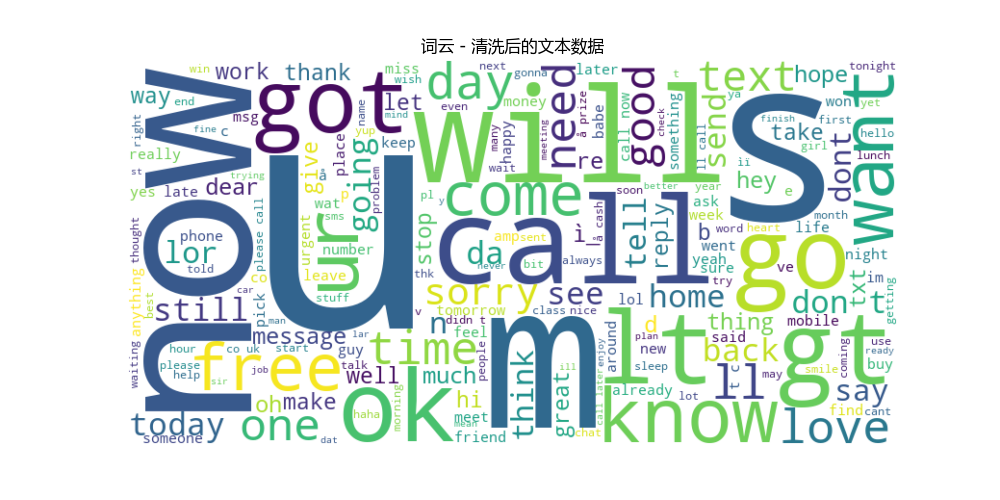 词云 - 清洗后的文本数据
win work thank got let day miss wish next gonna money need later good text hope tonight
way end msg fine c name mind even will many happy â prize re babe call now something check t send ya S won yet
right really st yes trying late dear place yup keep problem give going meeting wait ll call girl finish first hello take dont lunch want
now phone told lor u ur wat â p sms number come pl y call soon better year hey iï e month life
thought please call urgent leave stuff stop da amp sent ì â cash tell reply ask week b word went yeah sure try ve go night im
anything best car still co pick thk never bit always sorry see lol home heart don t txt getting
waiting hour man message n tomorrow v class nice m lt d thing mobile gt use
please help co uk start guy lar didn t feel around plan new said back coming ready
free sir job talk well time people ill enjoy sleep already t c ll may smile buy say
today oh make haha morning much hi meet mean think great call later lot know find cant love
someone one dat ok friend chat